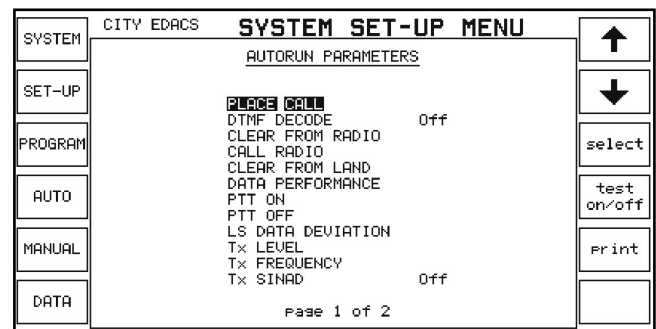 CITY EDACS SYSTEM SET-UP MENU
AUTORUN PARAMETERS
SYSTEM
SET-UP
PROGRAM
AUTO
MANUAL
DATA
PLACE CALL
DTMF DECODE Off
CLEAR FROM RADIO
CALL RADIO
CLEAR FROM LAND
DATA PERFORMANCE
PTT ON
PTT OFF
LS DATA DEVIATION
Tx LEVEL
Tx FREQUENCY
Tx SINAD Off
page 1 of 2
select
test
on/off
print